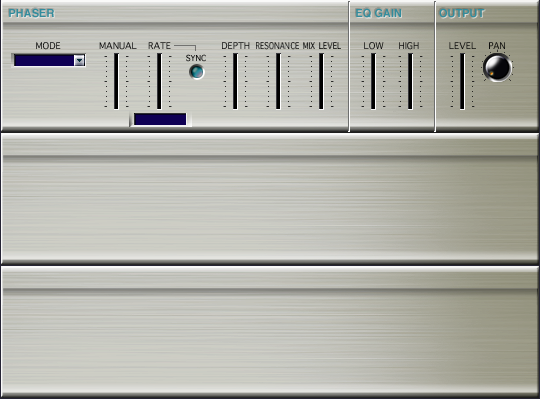 PHASER EQ GAIN OUTPUT
MODE MANUAL RATE DEPTH RESONANCE MIX LEVEL LOW HIGH LEVEL PAN
SYNC